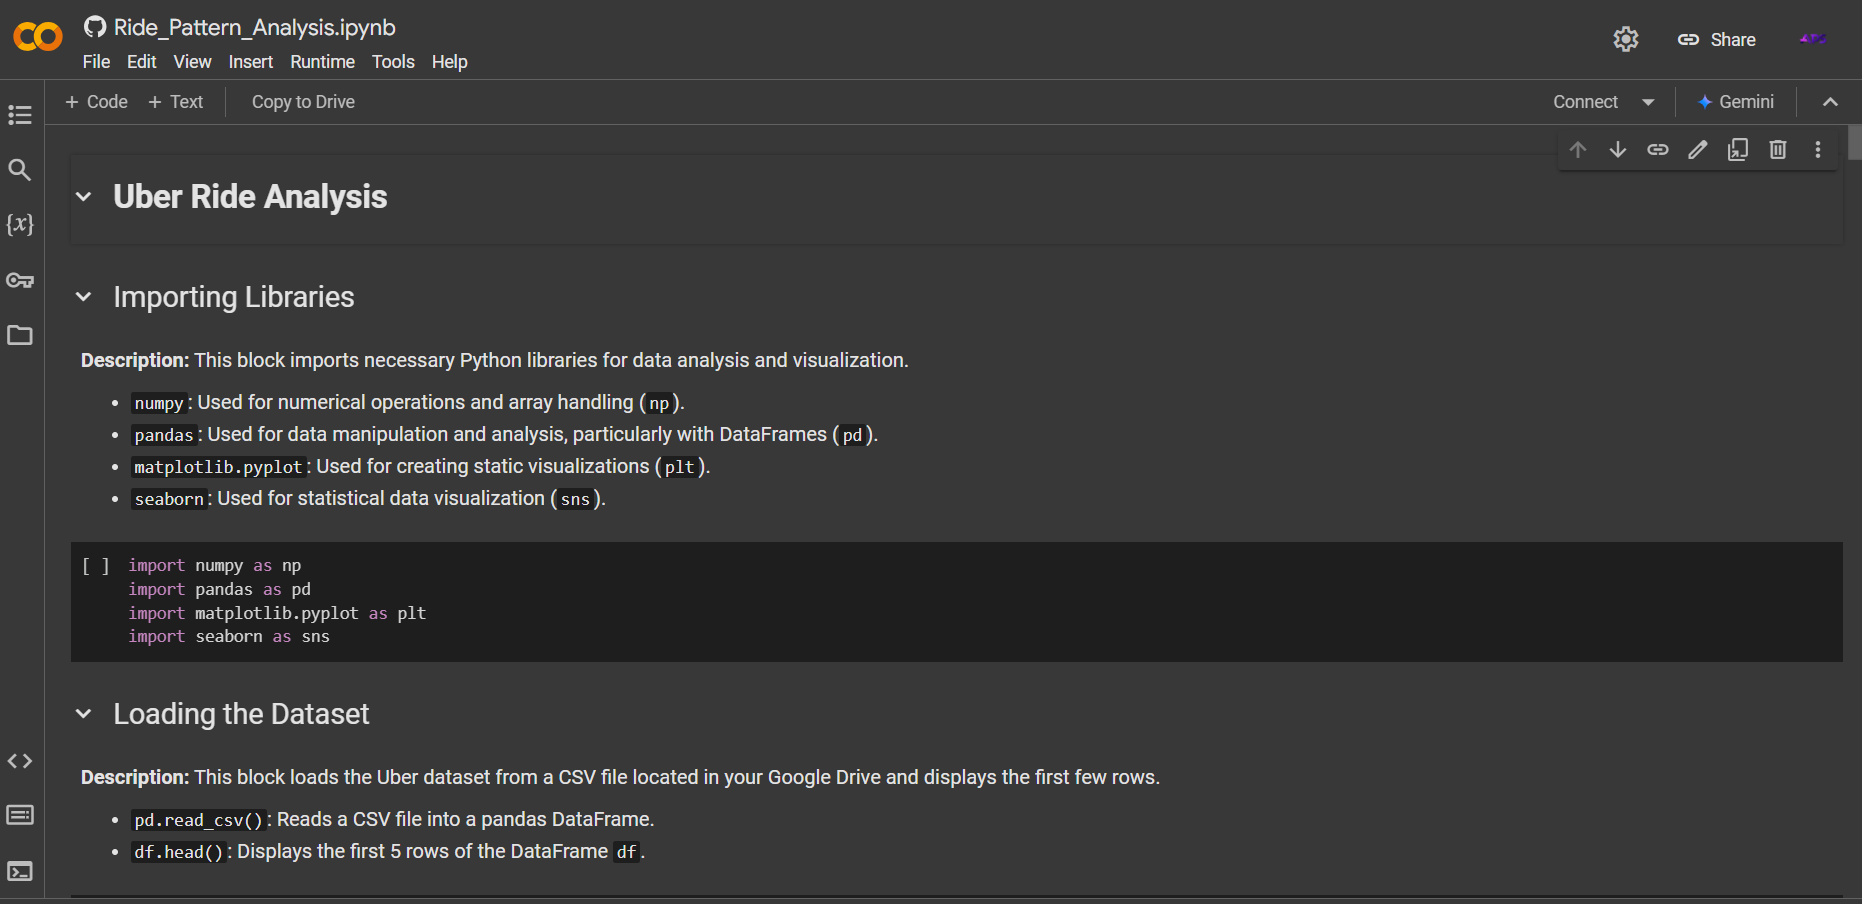 Ride_Pattern_Analysis.ipynb
File Edit View Insert Runtime Tools Help
Share
+ Code + Text Copy to Drive
Connect Gemini
Uber Ride Analysis
{x}
Importing Libraries
Description: This block imports necessary Python libraries for data analysis and visualization.
• numpy: Used for numerical operations and array handling (np).
• pandas: Used for data manipulation and analysis, particularly with DataFrames (pd).
• matplotlib.pyplot: Used for creating static visualizations (plt).
• seaborn: Used for statistical data visualization (sns).
[ ] import numpy as np
import pandas as pd
import matplotlib.pyplot as plt
import seaborn as sns
Loading the Dataset
Description: This block loads the Uber dataset from a CSV file located in your Google Drive and displays the first few rows.
• pd.read_csv(): Reads a CSV file into a pandas DataFrame.
• df.head(): Displays the first 5 rows of the DataFrame df.